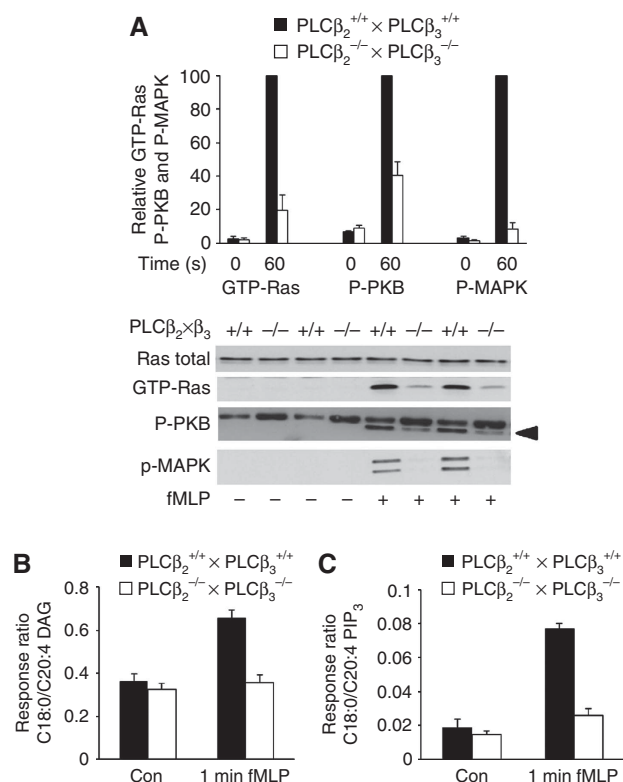 A
PLCβ2+/+ × PLCβ3+/+
PLCβ2−/− × PLCβ3−/−
Relative GTP-Ras
P-PKB and P-MAPK
100
80
60
40
20
0
Time (s) 0 60 0 60 0 60
GTP-Ras P-PKB P-MAPK
PLCβ2×β3 +/+ −/− +/+ −/− +/+ −/− +/+ −/−
Ras total
GTP-Ras
P-PKB
p-MAPK
fMLP − − − − + + + +
B
PLCβ2+/+ × PLCβ3+/+
PLCβ2−/− × PLCβ3−/−
Response ratio
C18:0/C20:4 DAG
0.8
0.6
0.4
0.2
0
Con 1 min fMLP
C
PLCβ2+/+ × PLCβ3+/+
PLCβ2−/− × PLCβ3−/−
Response ratio
C18:0/C20:4 PIP3
0.1
0.08
0.06
0.04
0.02
0
Con 1 min fMLP